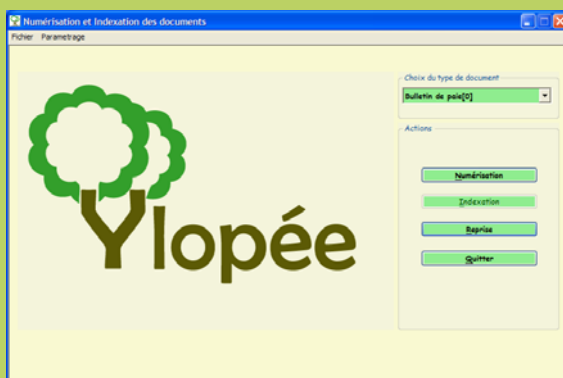 Numérisation et Indexation des documents
Fichier Parametrage
Ylopée
Choix du type de document
Bulletin de paie[0]
Actions
Numérisation
Indexation
Reprise
Quitter